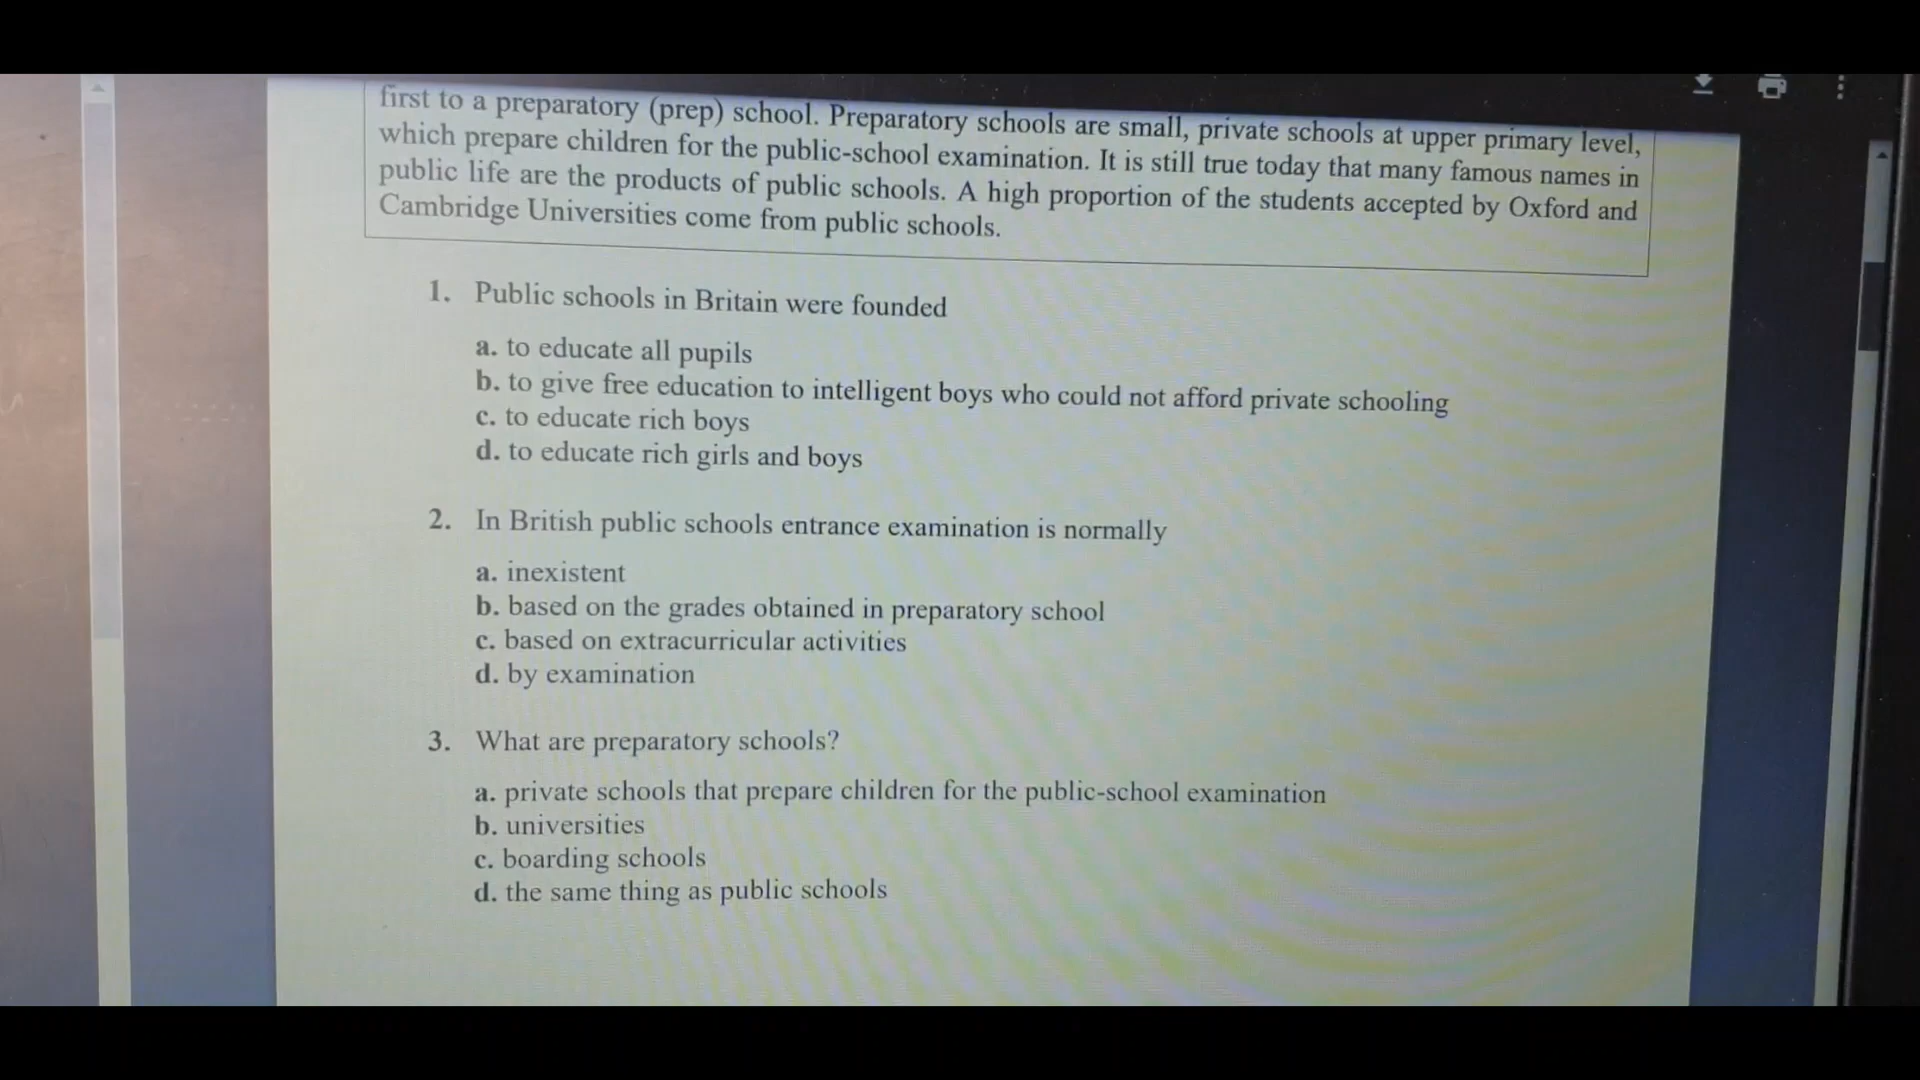 first to a preparatory (prep) school. Preparatory schools are small, private schools at upper primary level,
which prepare children for the public-school examination. It is still true today that many famous names in
public life are the products of public schools. A high proportion of the students accepted by Oxford and
Cambridge Universities come from public schools.
1. Public schools in Britain were founded
a. to educate all pupils
b. to give free education to intelligent boys who could not afford private schooling
c. to educate rich boys
d. to educate rich girls and boys
2. In British public schools entrance examination is normally
a. inexistent
b. based on the grades obtained in preparatory school
c. based on extracurricular activities
d. by examination
3. What are preparatory schools?
a. private schools that prepare children for the public-school examination
b. universities
c. boarding schools
d. the same thing as public schools